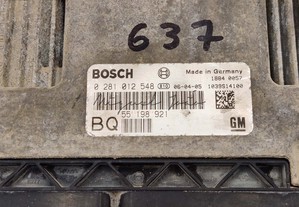 637
BOSCH
Made in Germany
1804 0057
0 281 012 548
06-04-05 1039S14100
BQ
55 198 921
GM